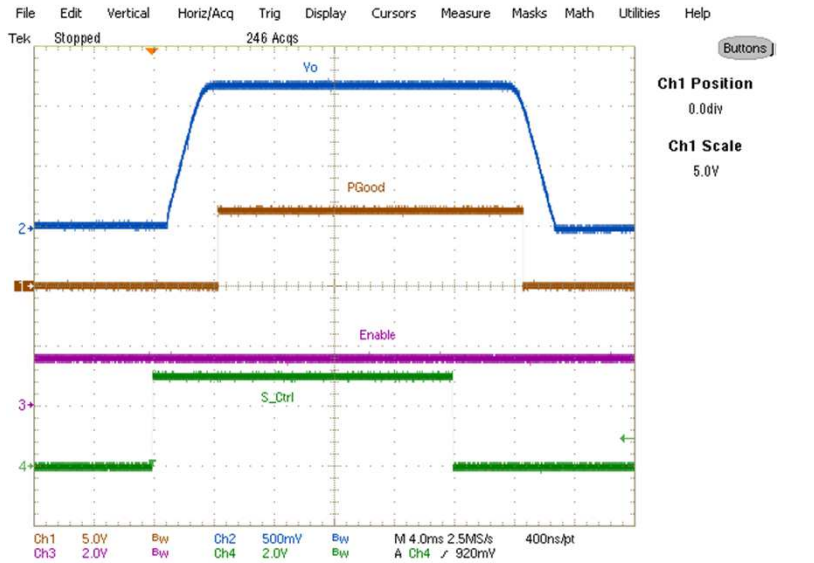 File Edit Vertical Horiz/Acq Trig Display Cursors Measure Masks Math Utilities Help
Tek Stopped 246 Acqs
Buttons
Vo
Ch1 Position
0.0div
Ch1 Scale
5.0V
PGood
2
1
Enable
S_Ctrl
3
4
Ch1 5.0V Bw Ch2 500mV Bw M 4.0ms 2.5MS/s 400ns/pt
Ch3 2.0V Bw Ch4 2.0V Bw A Ch4 / 920mV